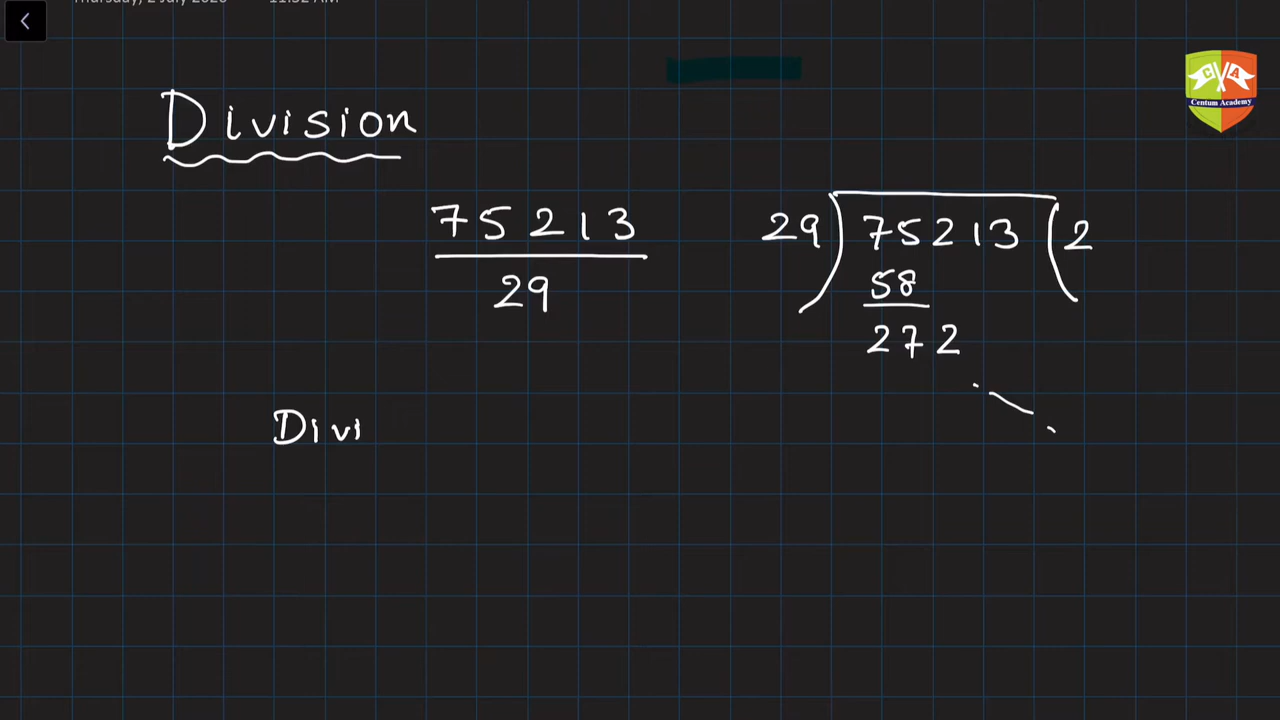 Division
75213
29
29) 75213 (2
58
272
Divi
C A
Centum Academy